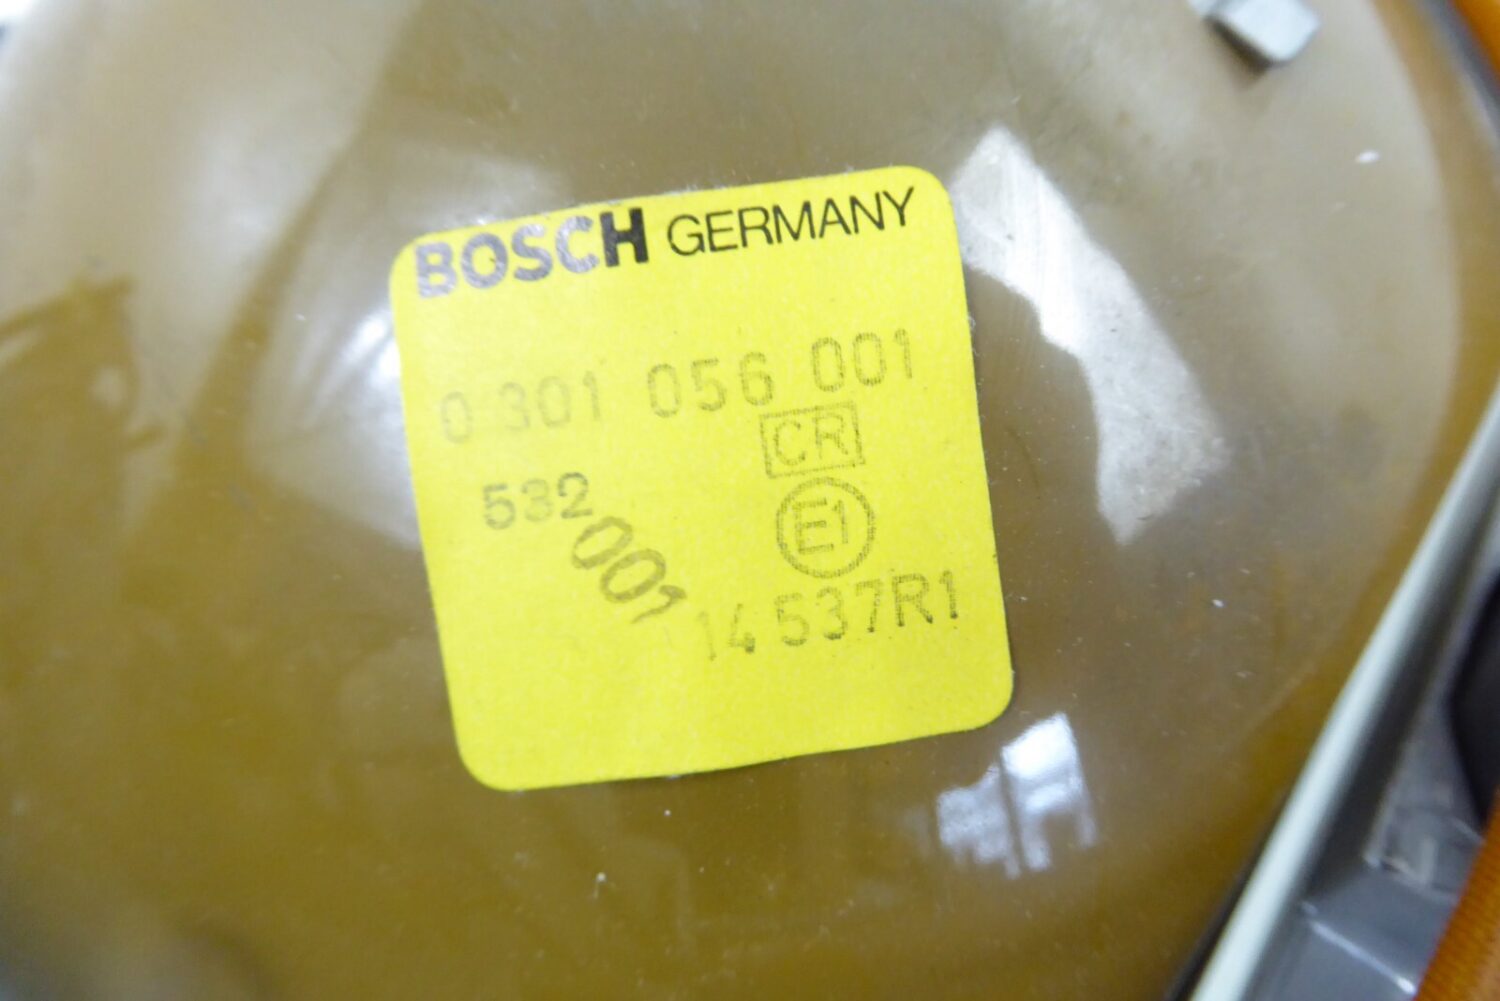 BOSCH GERMANY
0 301 056 001
CR
532
001
E1
14 537R1